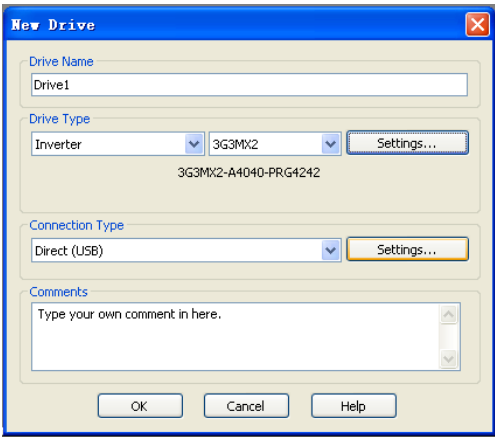 New Drive
Drive Name
Drive1
Drive Type
Inverter 3G3MX2 Settings...
3G3MX2-A4040-PRG4242
Connection Type
Direct (USB) Settings...
Comments
Type your own comment in here.
OK Cancel Help